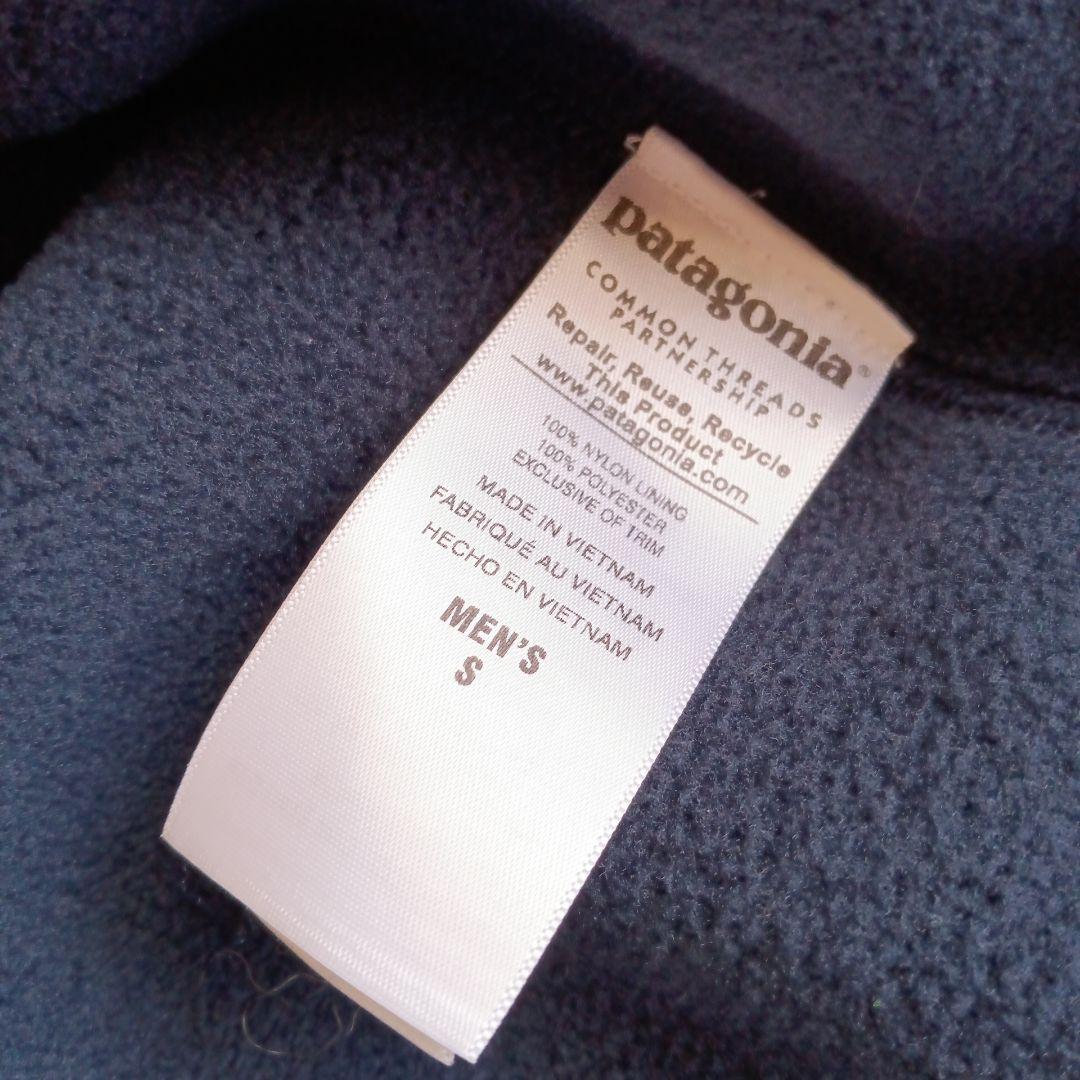 patagonia®
COMMON THREADS
PARTNERSHIP
Repair, Reuse, Recycle
This Product
www.patagonia.com
100% NYLON LINING
100% POLYESTER
EXCLUSIVE OF TRIM
MADE IN VIETNAM
FABRIQUÉ AU VIETNAM
HECHO EN VIETNAM
MEN'S
S